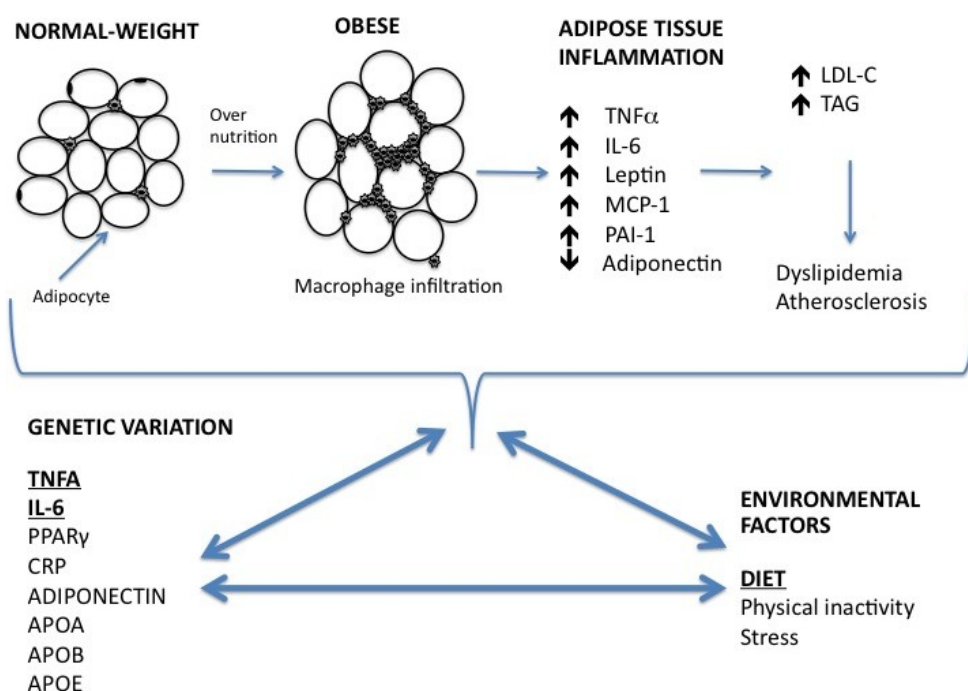 NORMAL-WEIGHT
OBESE
ADIPOSE TISSUE
INFLAMMATION
LDL-C
TAG
Over
nutrition
TNFα
IL-6
Leptin
MCP-1
PAI-1
Adiponectin
Adipocyte
Macrophage infiltration
Dyslipidemia
Atherosclerosis
GENETIC VARIATION
TNFA
IL-6
PPARγ
CRP
ADIPONECTIN
APOA
APOB
APOE
ENVIRONMENTAL
FACTORS
DIET
Physical inactivity
Stress